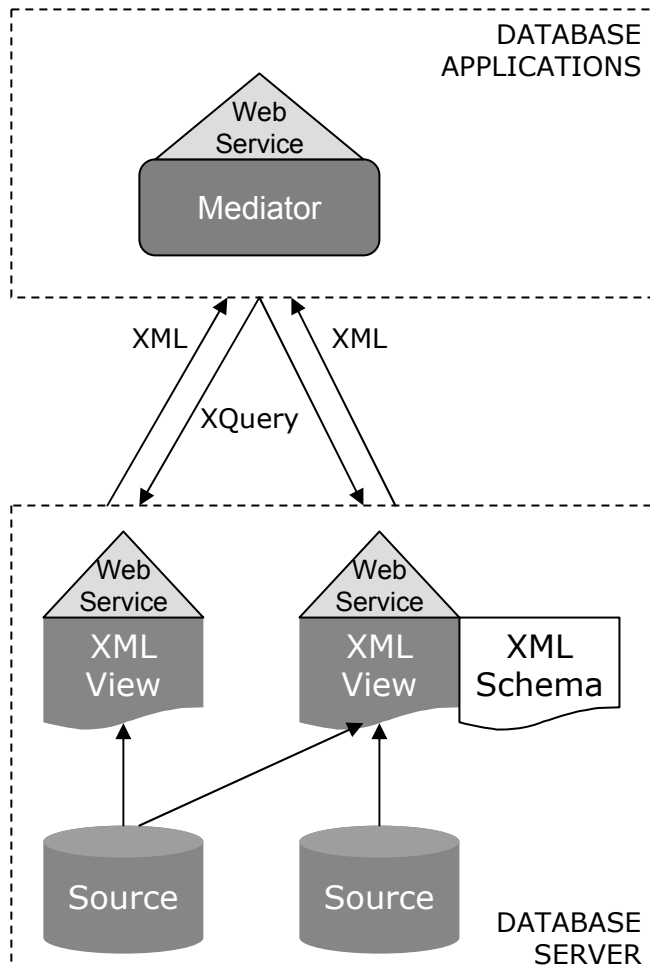 DATABASE
APPLICATIONS
Web
Service
Mediator
XML
XML
XQuery
Web
Service
XML
View
Web
Service
XML
View
XML
Schema
Source
Source
DATABASE
SERVER